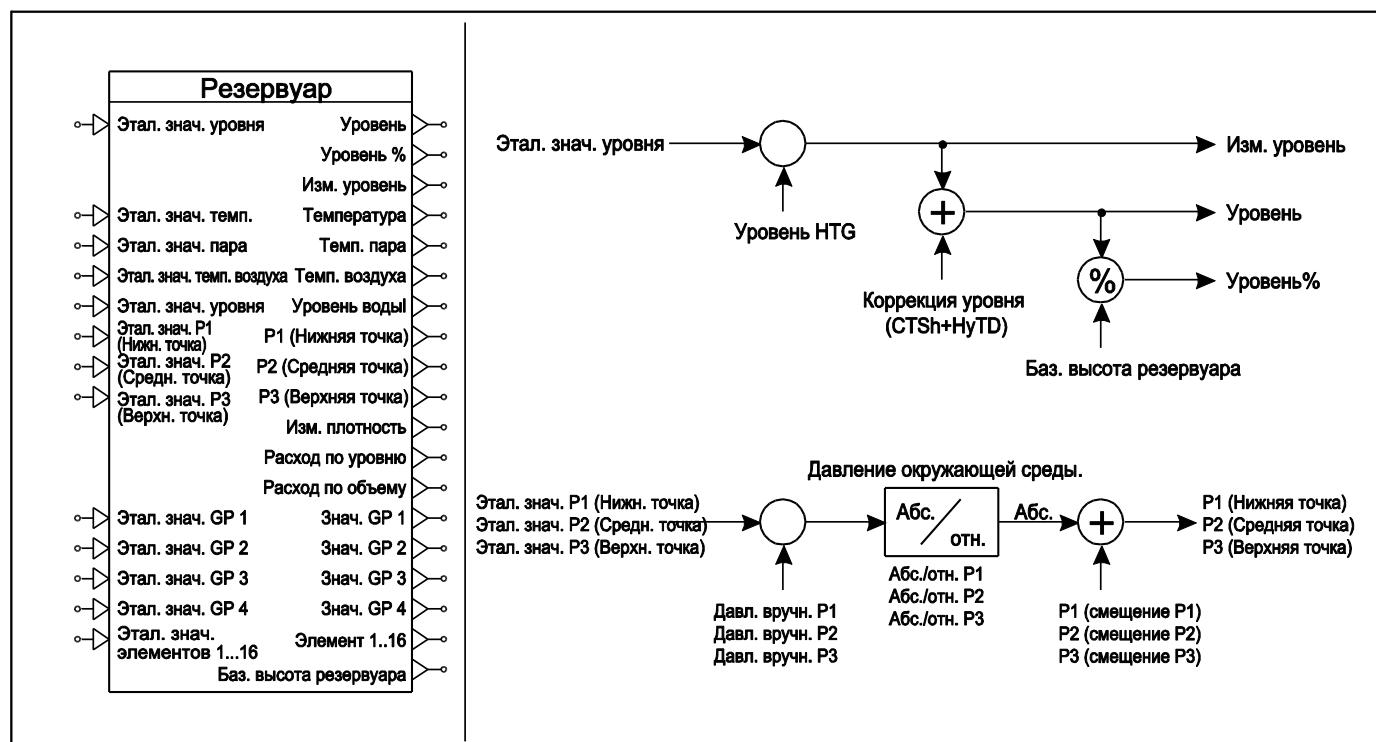 Резервуар
Этал. знач. уровня Уровень
Уровень %
Изм. уровень
Этал. знач. темп. Температура
Этал. знач. пара Темп. пара
Этал. знач. темп. воздуха Темп. воздуха
Этал. знач. уровня Уровень водыl
Этал. знач. P1
(Нижн. точка)
P1 (Нижняя точка)
Этал. знач. P2
(Средн. точка)
P2 (Средняя точка)
Этал. знач. P3
(Верхн. точка)
P3 (Верхняя точка)
Изм. плотность
Расход по уровню
Расход по объему
Этал. знач. GP 1 Знач. GP 1
Этал. знач. GP 2 Знач. GP 2
Этал. знач. GP 3 Знач. GP 3
Этал. знач. GP 4 Знач. GP 4
Этал. знач.
элементов 1...16
Элемент 1..16
Баз. высота резервуара
Этал. знач. уровня
Изм. уровень
Уровень HTG
+
Уровень
Коррекция уровня
(CTSh+HyTD)
%
Уровень%
Баз. высота резервуара
Давление окружающей среды.
Этал. знач. P1 (Нижн. точка)
Этал. знач. P2 (Средн. точка)
Этал. знач. P3 (Верхн. точка)
Абс.
отн.
Абс.
+
P1 (Нижняя точка)
P2 (Средняя точка)
P3 (Верхняя точка)
Абс./отн. P1
Абс./отн. P2
Абс./отн. P3
Давл. вручн. P1
Давл. вручн. P2
Давл. вручн. P3
P1 (смещение P1)
P2 (смещение P2)
P3 (смещение P3)